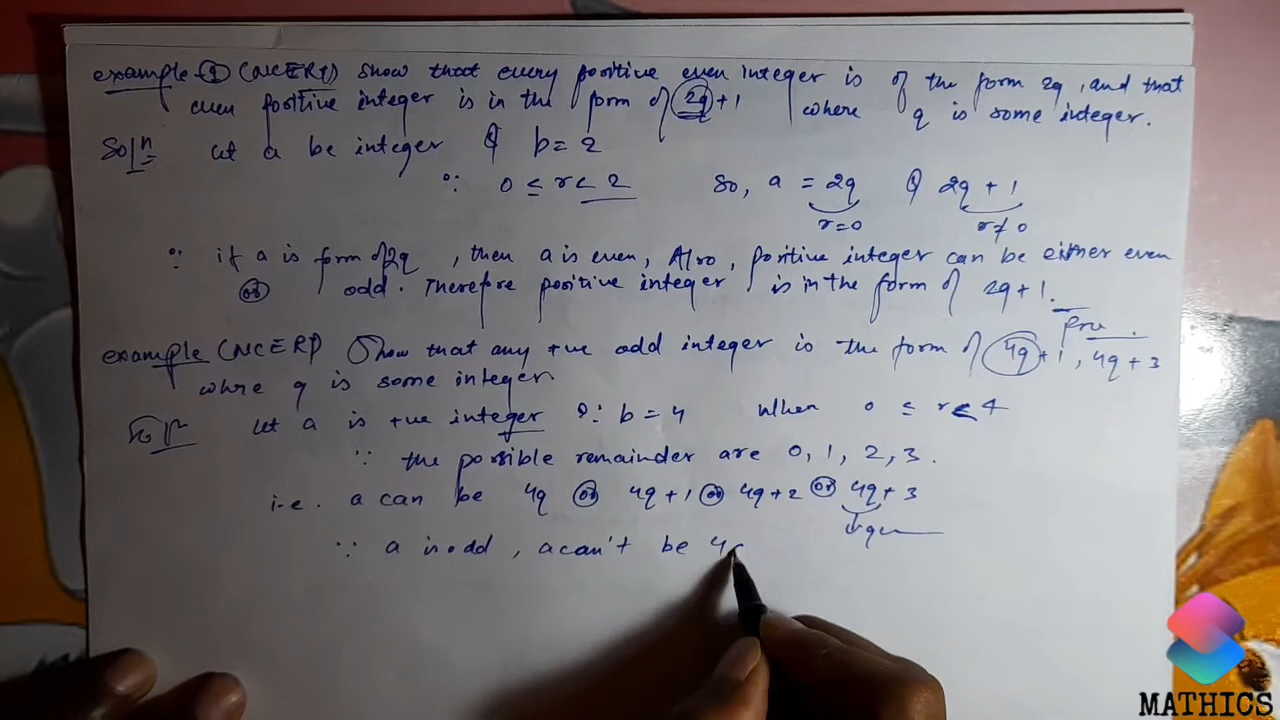 example (1) (NCERT) Show that every positive even integer is of the form 2q, and that
even positive integer is in the form of 2q + 1 where q is some integer.
Solⁿ let a be integer & b = 2
∵ 0 ≤ r < 2 So, a = 2q & 2q + 1
r = 0 r ≠ 0
∵ if a is form of 2q, then a is even, Also, positive integer can be either even
or odd. Therefore positive integer is in the form of 2q + 1.
example (NCERT) Show that any +ve odd integer is the form of 4q + 1, 4q + 3
whre q is some integer.
Solⁿ let a is +ve integer ∵ b = 4 When 0 ≤ r < 4
∵ the possible remainder are 0, 1, 2, 3.
i.e. a can be 4q or 4q + 1 or 4q + 2 or 4q + 3
∵ a is odd, a can't be 4
MATHICS